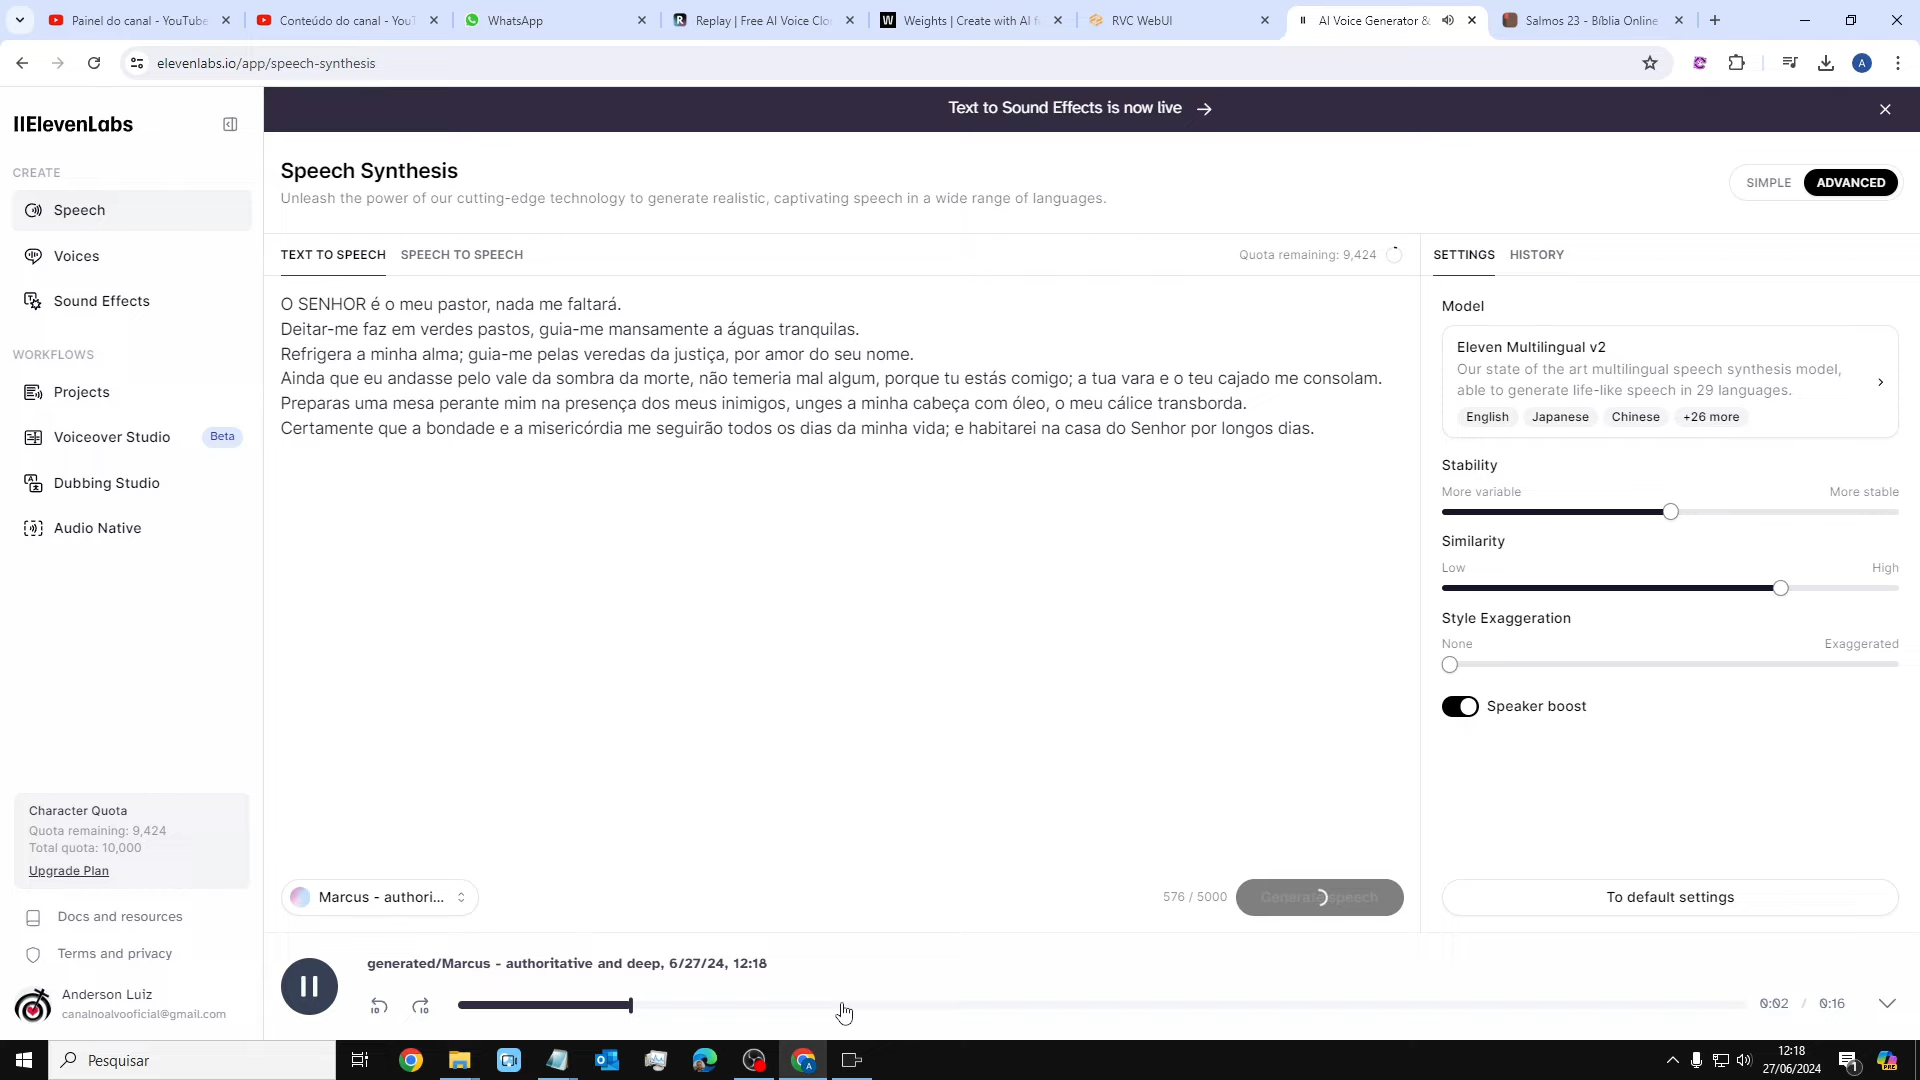 Painel do canal - YouTube
Conteúdo do canal - YouT
WhatsApp
Replay | Free AI Voice Clo
Weights | Create with AI f
RVC WebUI
AI Voice Generator &
Salmos 23 - Bíblia Online
elevenlabs.io/app/speech-synthesis
Text to Sound Effects is now live →
IIElevenLabs
CREATE
Speech
Voices
Sound Effects
WORKFLOWS
Projects
Voiceover Studio Beta
Dubbing Studio
Audio Native
Character Quota
Quota remaining: 9,424
Total quota: 10,000
Upgrade Plan
Docs and resources
Terms and privacy
Anderson Luiz
canalnoalvooficial@gmail.com
Speech Synthesis
Unleash the power of our cutting-edge technology to generate realistic, captivating speech in a wide range of languages.
SIMPLE ADVANCED
TEXT TO SPEECH SPEECH TO SPEECH
Quota remaining: 9,424
O SENHOR é o meu pastor, nada me faltará.
Deitar-me faz em verdes pastos, guia-me mansamente a águas tranquilas.
Refrigera a minha alma; guia-me pelas veredas da justiça, por amor do seu nome.
Ainda que eu andasse pelo vale da sombra da morte, não temeria mal algum, porque tu estás comigo; a tua vara e o teu cajado me consolam.
Preparas uma mesa perante mim na presença dos meus inimigos, unges a minha cabeça com óleo, o meu cálice transborda.
Certamente que a bondade e a misericórdia me seguirão todos os dias da minha vida; e habitarei na casa do Senhor por longos dias.
Marcus - authori...
576 / 5000
Generate speech
SETTINGS HISTORY
Model
Eleven Multilingual v2
Our state of the art multilingual speech synthesis model,
able to generate life-like speech in 29 languages.
English Japanese Chinese +26 more
Stability
More variable More stable
Similarity
Low High
Style Exaggeration
None Exaggerated
Speaker boost
To default settings
generated/Marcus - authoritative and deep, 6/27/24, 12:18
10 10
0:02 / 0:16
Pesquisar
12:18
27/06/2024